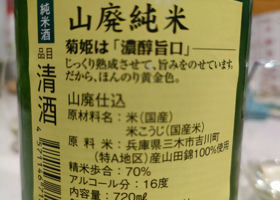 純米酒
品目 清酒
山廃純米
菊姫は「濃醇旨口」
じっくり熟成させて、旨みをのせています。
だから、ほんのり黄金色。
山廃仕込
原材料名：米（国産）
米こうじ（国産米）
原料米：兵庫県三木市吉川町
（特A地区）産山田錦100%使用
精米歩合：70%
アルコール分：16度
内容量：720mℓ